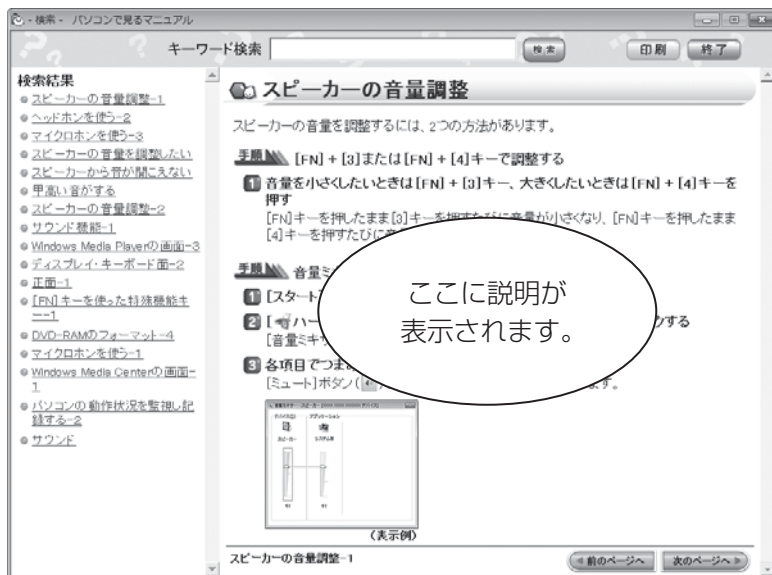 - 検索 - パソコンで見るマニュアル
キーワード検索
検索
印刷
終了
検索結果
スピーカーの音量調整-1
ヘッドホンを使う-2
マイクロホンを使う-3
スピーカーの音量を調整したい
スピーカーから音が聞こえない
甲高い音がする
スピーカーの音量調整-2
サウンド機能-1
Windows Media Playerの画面-3
ディスプレイ・キーボード面-2
正面-1
[FN]キーを使った特殊機能キ
ー-1
DVD-RAMのフォーマット-4
マイクロホンを使う-1
Windows Media Centerの画面-
1
パソコンの動作状況を監視し記
録する-2
サウンド
スピーカーの音量調整
スピーカーの音量を調整するには、2つの方法があります。
手順 [FN] + [3]または[FN] + [4]キーで調整する
1 音量を小さくしたいときは[FN] + [3]キー、大きくしたいときは[FN] + [4]キーを
押す
[FN]キーを押したまま[3]キーを押すたびに音量が小さくなり、[FN]キーを押したまま
[4]キーを押すたびに音
手順 音量ミ
1 [スタート
2 [ ハー クする
[音量ミキサ
3 各項目でつまみ
[ミュート]ボタン( ) ます。
ここに説明が
表示されます。
スピーカー
(表示例)
スピーカーの音量調整-1
前のページへ
次のページへ